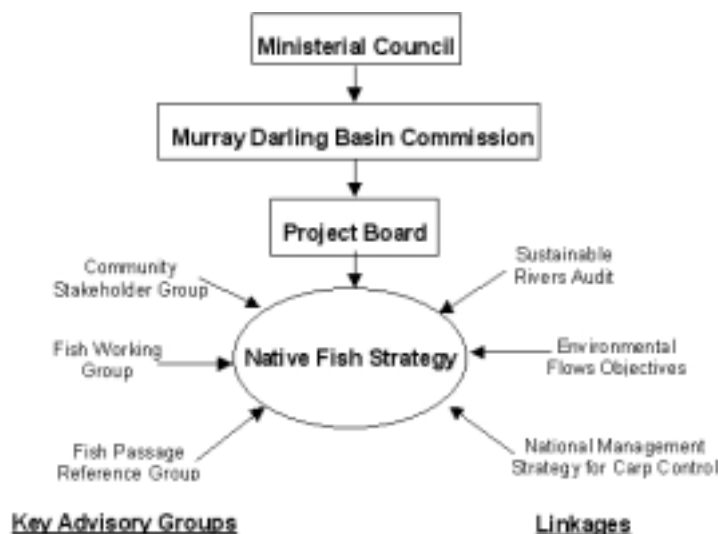 Ministerial Council
Murray Darling Basin Commission
Project Board
Community
Stakeholder Group
Sustainable
Rivers Audit
Fish Working
Group
Native Fish Strategy
Environmental
Flows Objectives
Fish Passage
Reference Group
National Management
Strategy for Carp Control
Key Advisory Groups
Linkages